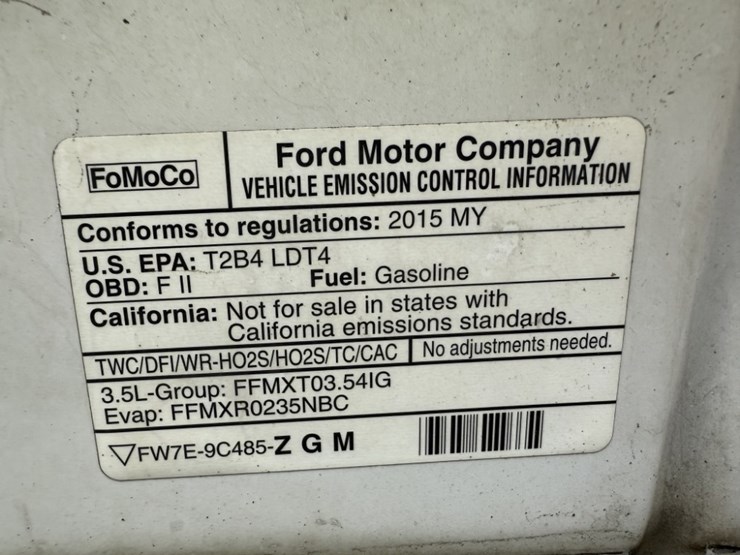 FoMoCo
Ford Motor Company
VEHICLE EMISSION CONTROL INFORMATION
Conforms to regulations: 2015 MY
U.S. EPA: T2B4 LDT4
OBD: F II Fuel: Gasoline
California: Not for sale in states with
California emissions standards.
TWC/DFI/WR-HO2S/HO2S/TC/CAC No adjustments needed.
3.5L-Group: FFMXT03.54IG
Evap: FFMXR0235NBC
▽FW7E-9C485-Z G M